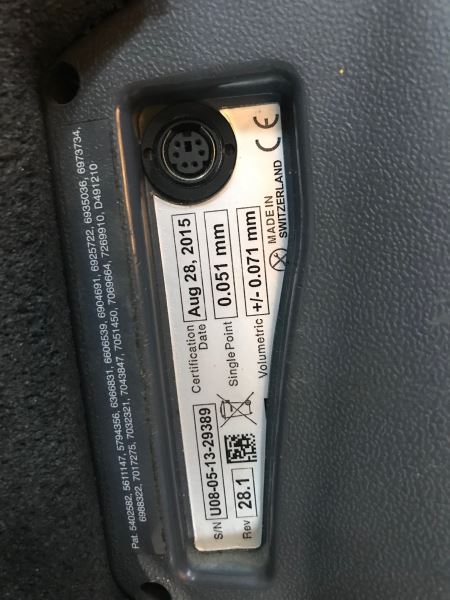 Pat. 5402582, 5611147, 5794356, 6366831, 6606539, 6904691, 6925722, 6935036, 6973734,
6988322, 7017275, 7032321, 7043847, 7051450, 7069664, 7269910, D491210
S/N U08-05-13-29389
Rev 28.1
Certification Date Aug 28, 2015
Single Point 0.051 mm
Volumetric +/- 0.071 mm
MADE IN
SWITZERLAND
CE